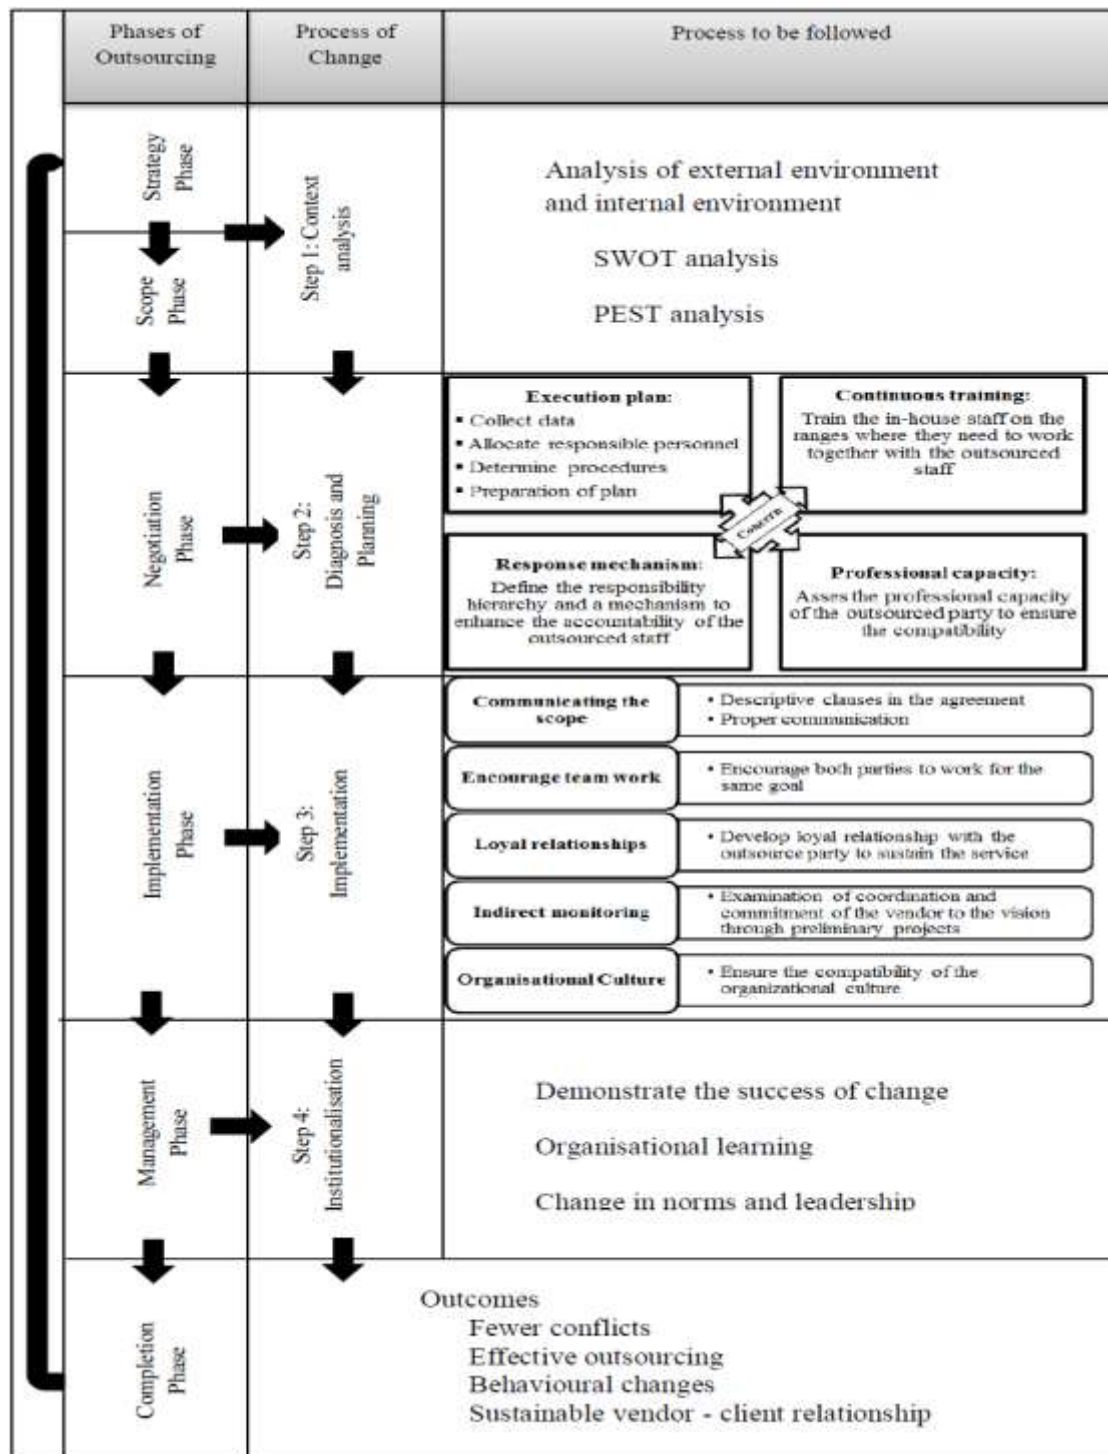 Phases of
Outsourcing
Process of
Change
Process to be followed
Strategy
Phase
Scope
Phase
Step 1: Context
analysis
Analysis of external environment
and internal environment
SWOT analysis
PEST analysis
Negotiation
Phase
Step 2:
Diagnosis and
Planning
Execution plan:
▪ Collect data
▪ Allocate responsible personnel
▪ Determine procedures
▪ Preparation of plan
Continuous training:
Train the in-house staff on the
ranges where they need to work
together with the outsourced
staff
Concern
Response mechanism:
Define the responsibility
hierarchy and a mechanism to
enhance the accountability of the
outsourced staff
Professional capacity:
Asses the professional capacity
of the outsourced party to ensure
the compatibility
Implementation
Phase
Step 3:
Implementation
Communicating the
scope
• Descriptive clauses in the agreement
• Proper communication
Encourage team work
• Encourage both parties to work for the
same goal
Loyal relationships
• Develop loyal relationship with the
outsource party to sustain the service
Indirect monitoring
• Examination of coordination and
commitment of the vendor to the vision
through preliminary projects
Organisational Culture
• Ensure the compatibility of the
organizational culture
Management
Phase
Step 4:
Institutionalisation
Demonstrate the success of change
Organisational learning
Change in norms and leadership
Completion
Phase
Outcomes
Fewer conflicts
Effective outsourcing
Behavioural changes
Sustainable vendor - client relationship